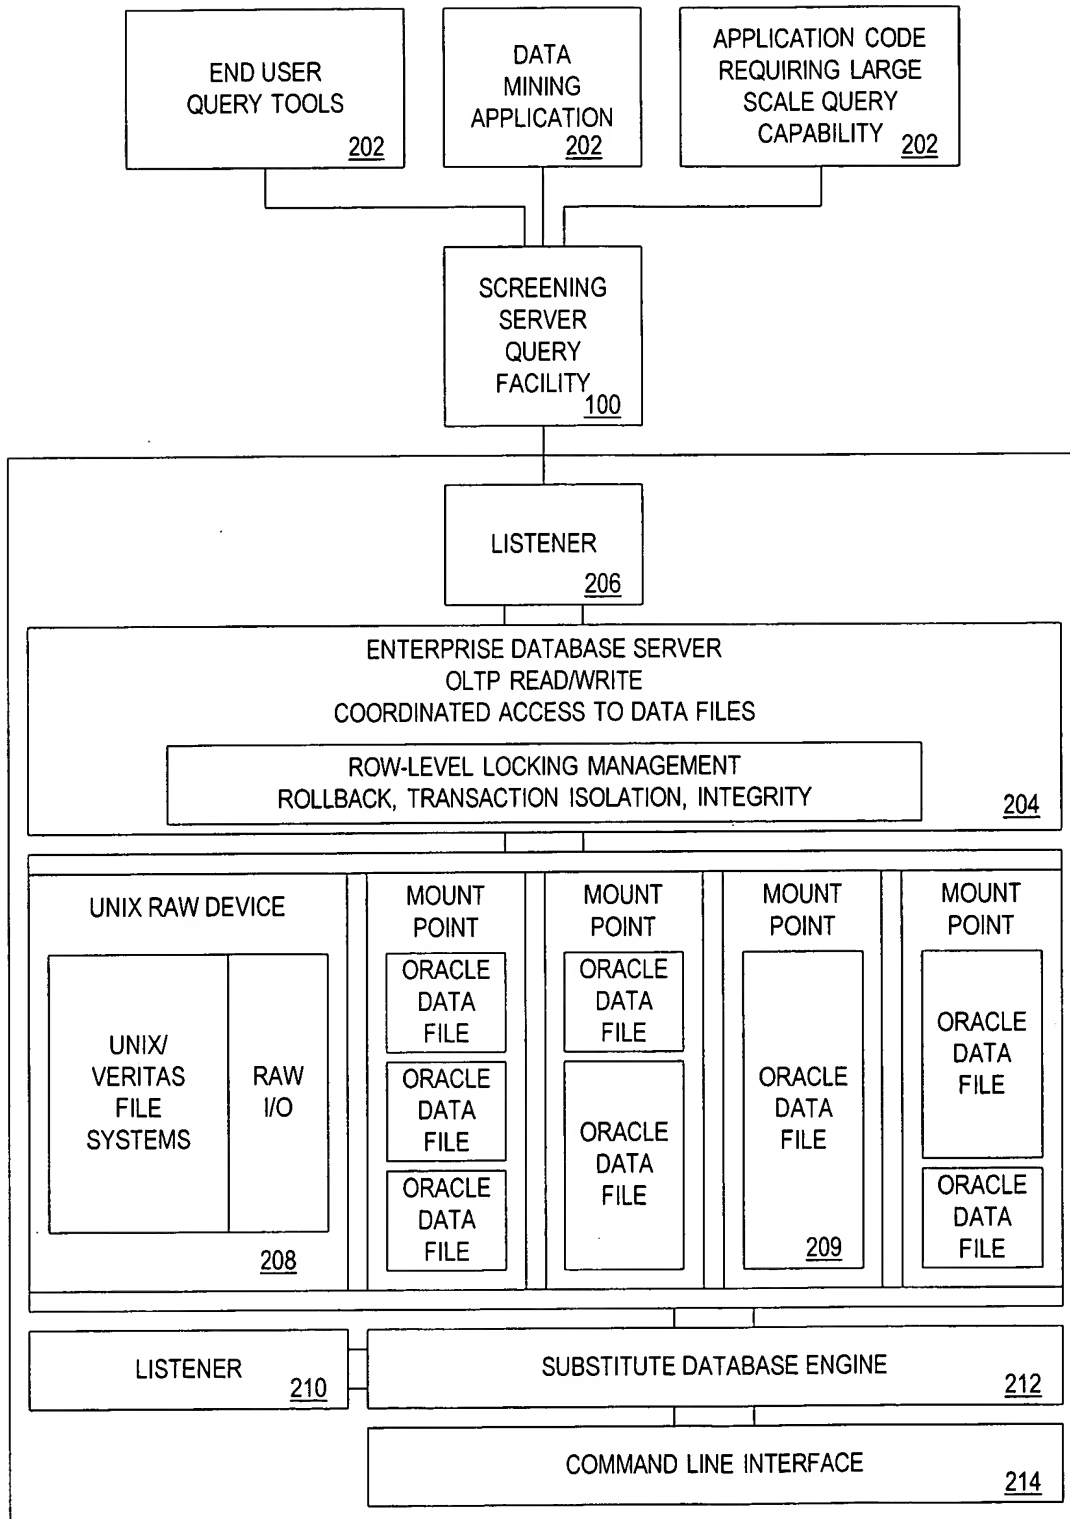 END USER
QUERY TOOLS
202
DATA
MINING
APPLICATION
202
APPLICATION CODE
REQUIRING LARGE
SCALE QUERY
CAPABILITY
202
SCREENING
SERVER
QUERY
FACILITY
100
LISTENER
206
ENTERPRISE DATABASE SERVER
OLTP READ/WRITE
COORDINATED ACCESS TO DATA FILES
ROW-LEVEL LOCKING MANAGEMENT
ROLLBACK, TRANSACTION ISOLATION, INTEGRITY
204
UNIX RAW DEVICE
UNIX/
VERITAS
FILE
SYSTEMS
RAW
I/O
208
MOUNT
POINT
ORACLE
DATA
FILE
ORACLE
DATA
FILE
ORACLE
DATA
FILE
MOUNT
POINT
ORACLE
DATA
FILE
ORACLE
DATA
FILE
MOUNT
POINT
ORACLE
DATA
FILE
209
MOUNT
POINT
ORACLE
DATA
FILE
ORACLE
DATA
FILE
LISTENER
210
SUBSTITUTE DATABASE ENGINE
212
COMMAND LINE INTERFACE
214